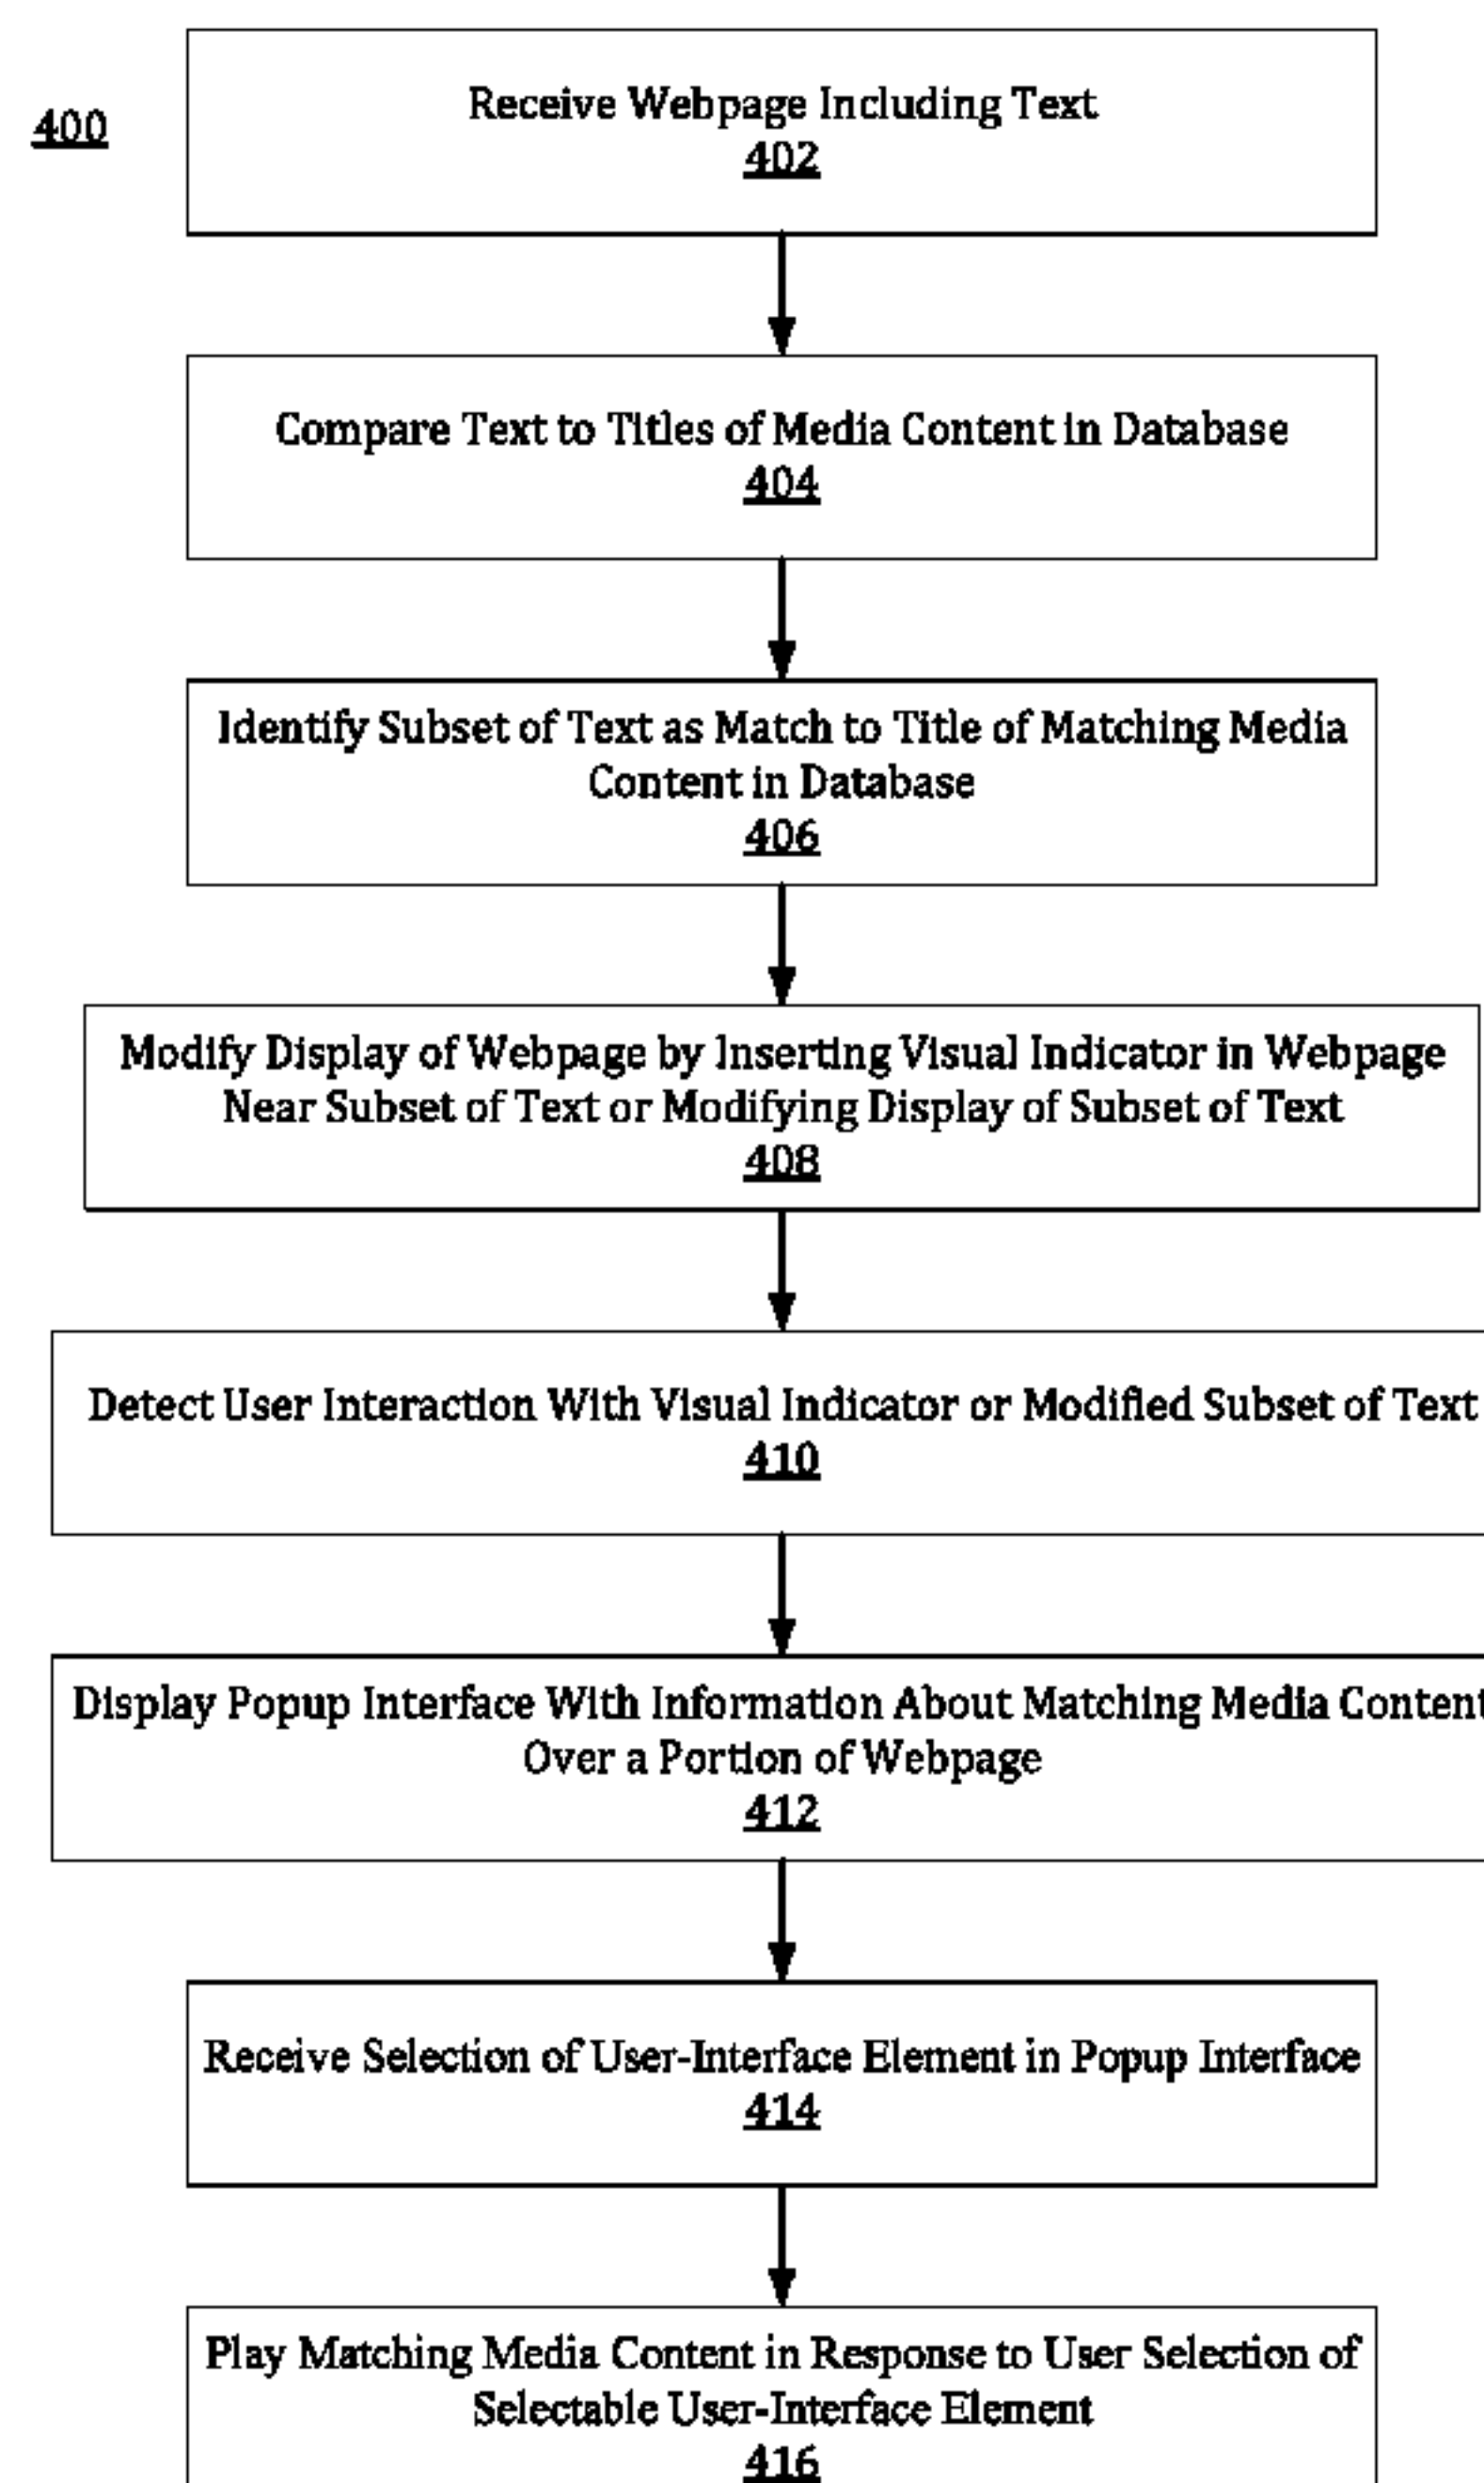 400
Receive Webpage Including Text
402
Compare Text to Titles of Media Content in Database
404
Identify Subset of Text as Match to Title of Matching Media
Content in Database
406
Modify Display of Webpage by Inserting Visual Indicator in Webpage
Near Subset of Text or Modifying Display of Subset of Text
408
Detect User Interaction With Visual Indicator or Modified Subset of Text
410
Display Popup Interface With Information About Matching Media Content
Over a Portion of Webpage
412
Receive Selection of User-Interface Element in Popup Interface
414
Play Matching Media Content in Response to User Selection of
Selectable User-Interface Element
416